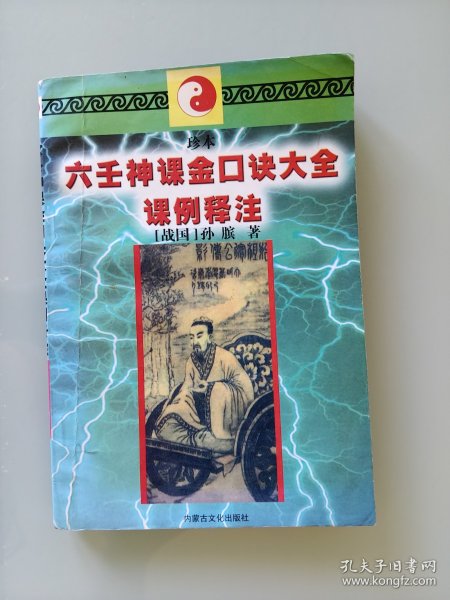 珍本
六壬神课金口诀大全
课例释注
[战国]孙膑 著
内蒙古文化出版社
孔夫子旧书网
www.kongfz.com